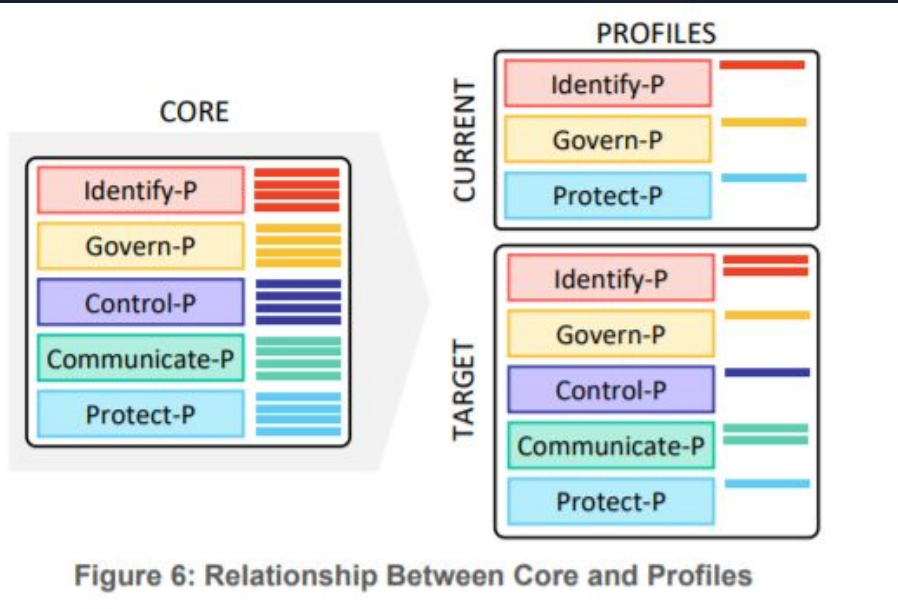 CORE
Identify-P
Govern-P
Control-P
Communicate-P
Protect-P
PROFILES
CURRENT
Identify-P
Govern-P
Protect-P
TARGET
Identify-P
Govern-P
Control-P
Communicate-P
Protect-P
Figure 6: Relationship Between Core and Profiles